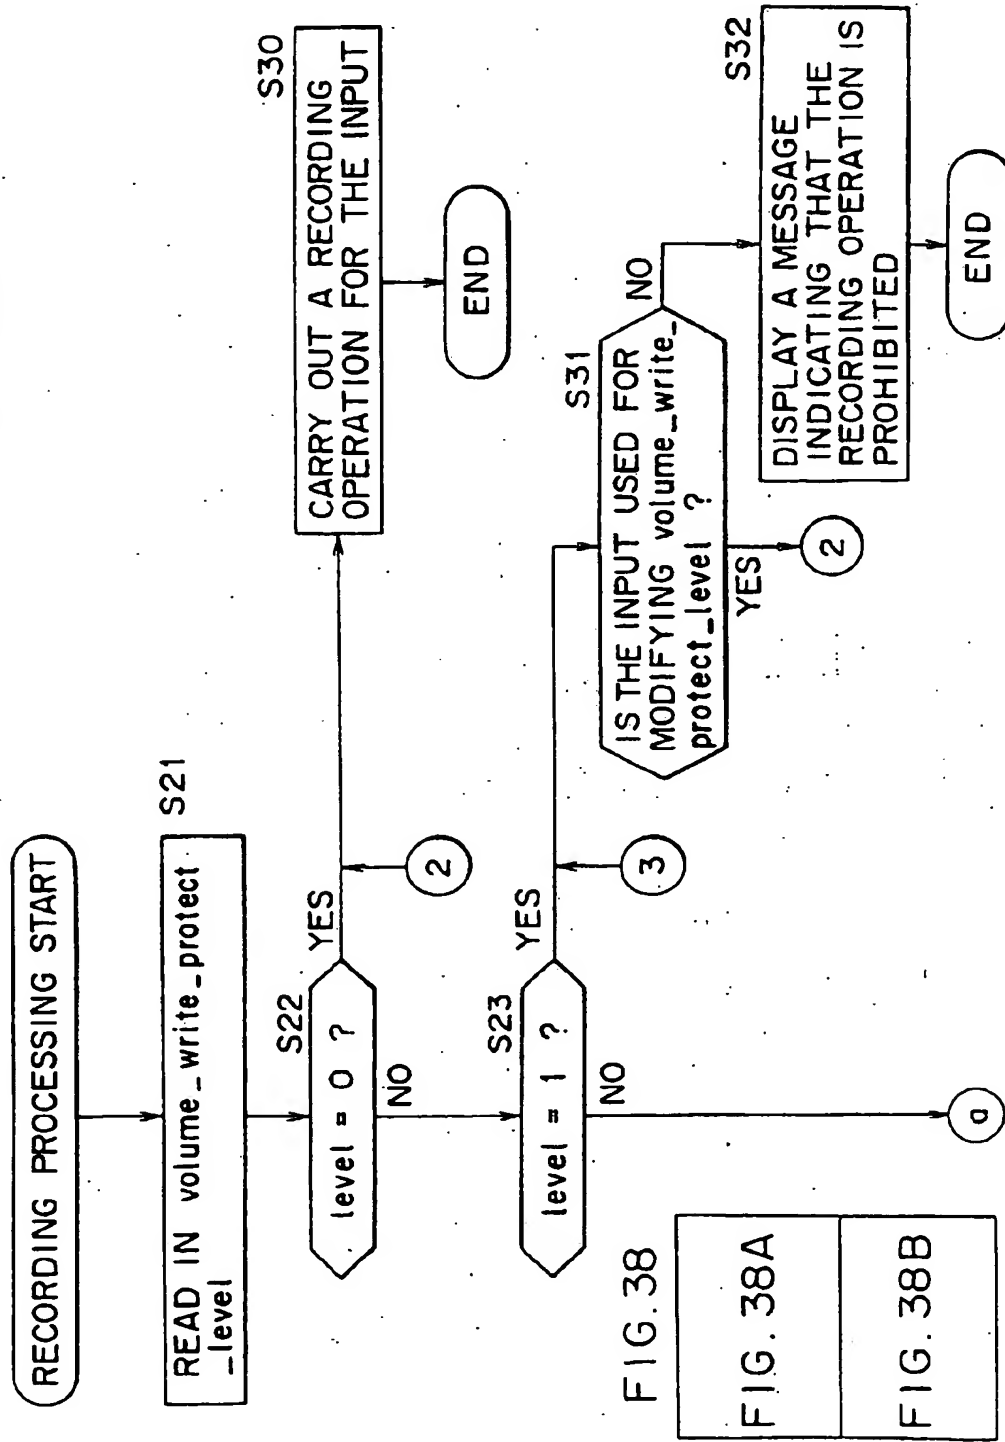 RECORDING PROCESSING START
S21
READ IN volume_write_protect
_level
S22
level = 0 ?
YES
NO
2
S30
CARRY OUT A RECORDING
OPERATION FOR THE INPUT
END
S23
level = 1 ?
YES
NO
3
S31
IS THE INPUT USED FOR
MODIFYING volume_write_
protect_level ?
NO
YES
2
S32
DISPLAY A MESSAGE
INDICATING THAT THE
RECORDING OPERATION IS
PROHIBITED
END
a
FIG.38
FIG. 38A
FIG. 38B